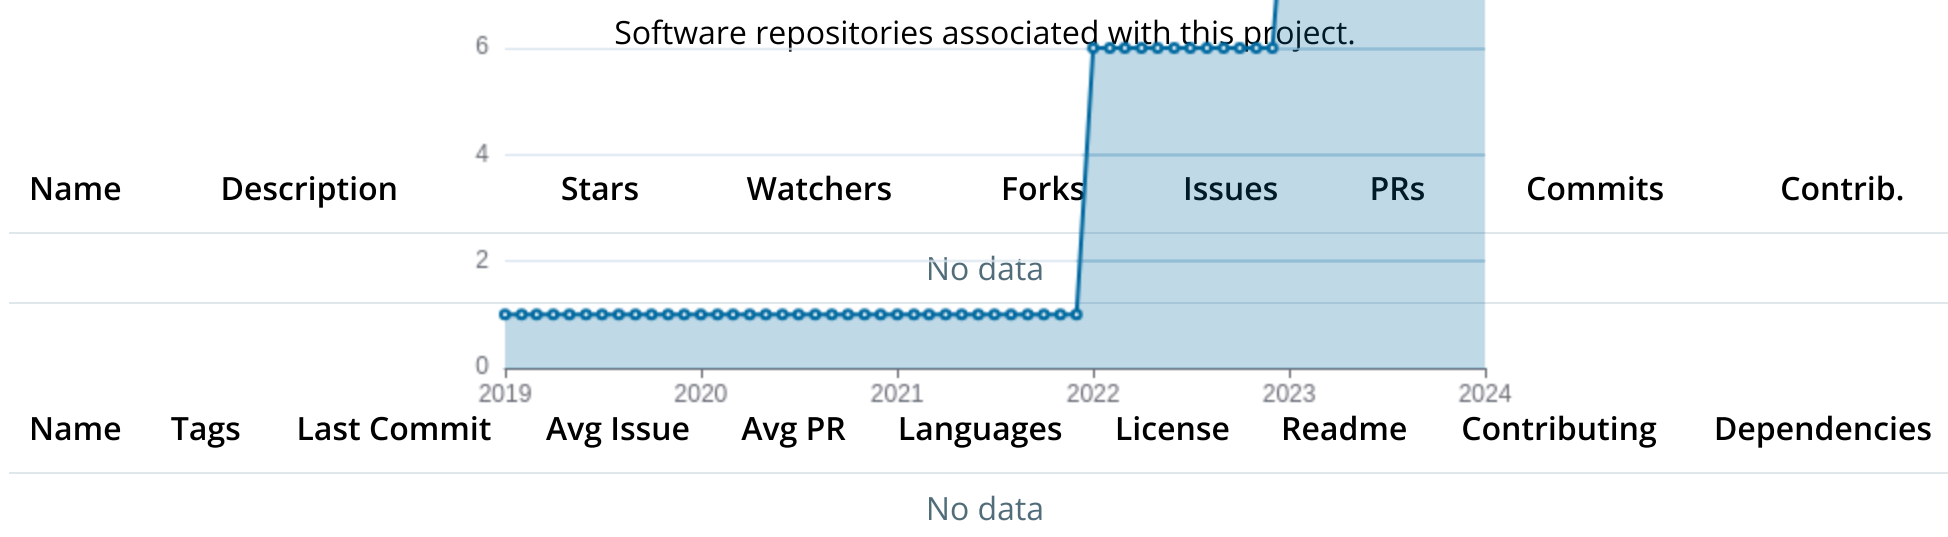 Software repositories associated with this project.
6
4
Name Description Stars Watchers Forks Issues PRs Commits Contrib.
2
No data
0
2019 2020 2021 2022 2023 2024
Name Tags Last Commit Avg Issue Avg PR Languages License Readme Contributing Dependencies
No data